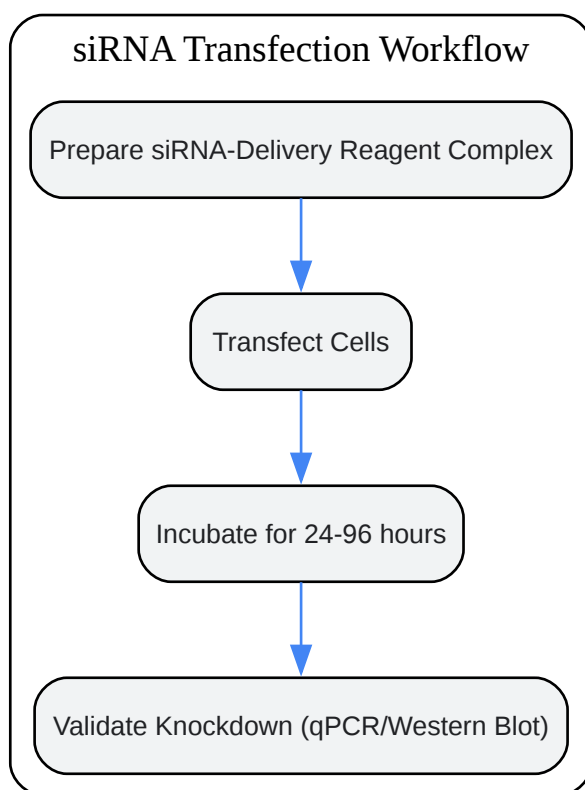 siRNA Transfection Workflow
Prepare siRNA-Delivery Reagent Complex
Transfect Cells
Incubate for 24-96 hours
Validate Knockdown (qPCR/Western Blot)